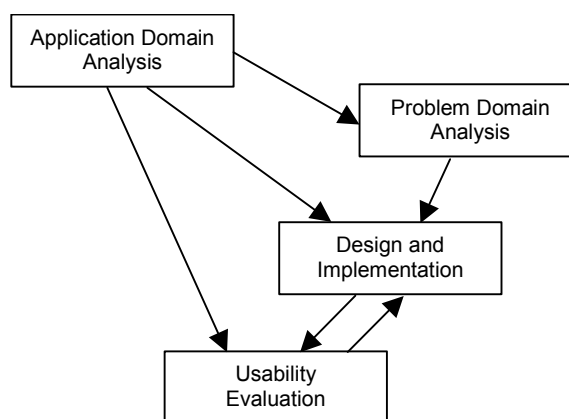 Application Domain
Analysis
Problem Domain
Analysis
Design and
Implementation
Usability
Evaluation